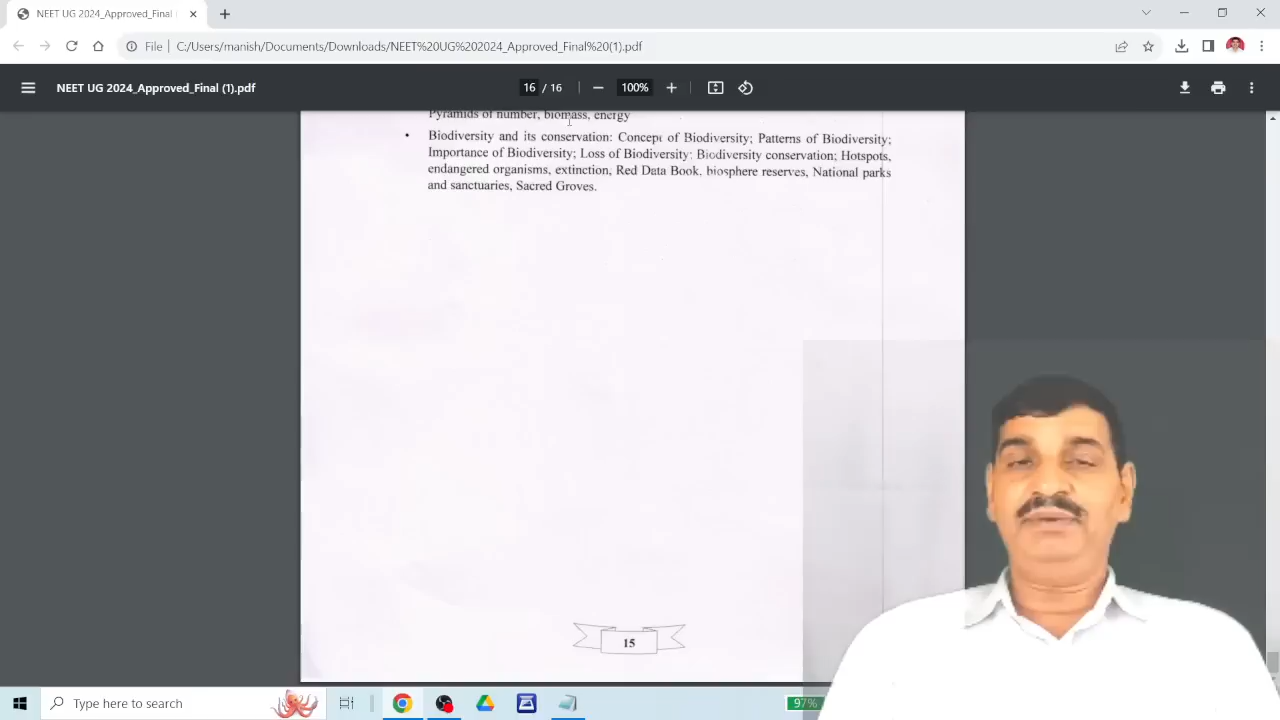 NEET UG 2024_Approved_Final
File
C:/Users/manish/Documents/Downloads/NEET%20UG%202024_Approved_Final%20(1).pdf
NEET UG 2024_Approved_Final (1).pdf
16 / 16
100%
Pyramids of number, biomass, energy
• Biodiversity and its conservation: Concept of Biodiversity; Patterns of Biodiversity;
Importance of Biodiversity; Loss of Biodiversity; Biodiversity conservation; Hotspots,
endangered organisms, extinction, Red Data Book, biosphere reserves, National parks
and sanctuaries, Sacred Groves.
15
Type here to search
97%